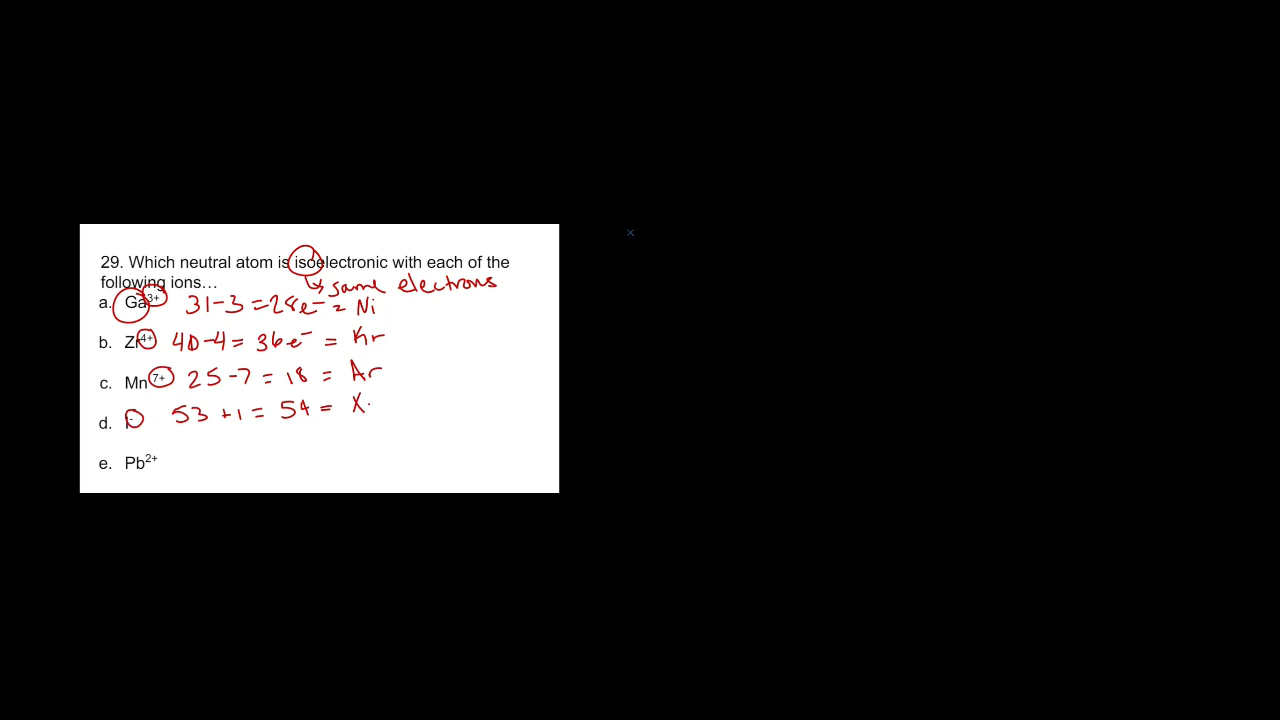 29. Which neutral atom is isoelectronic with each of the
following ions...
↳ same electrons
a. Ga3+ 31-3 = 28e- = Ni
b. Zr4+ 40-4 = 36e- = Kr
c. Mn7+ 25-7 = 18 = Ar
d. I- 53+1 = 54 = X
e. Pb2+